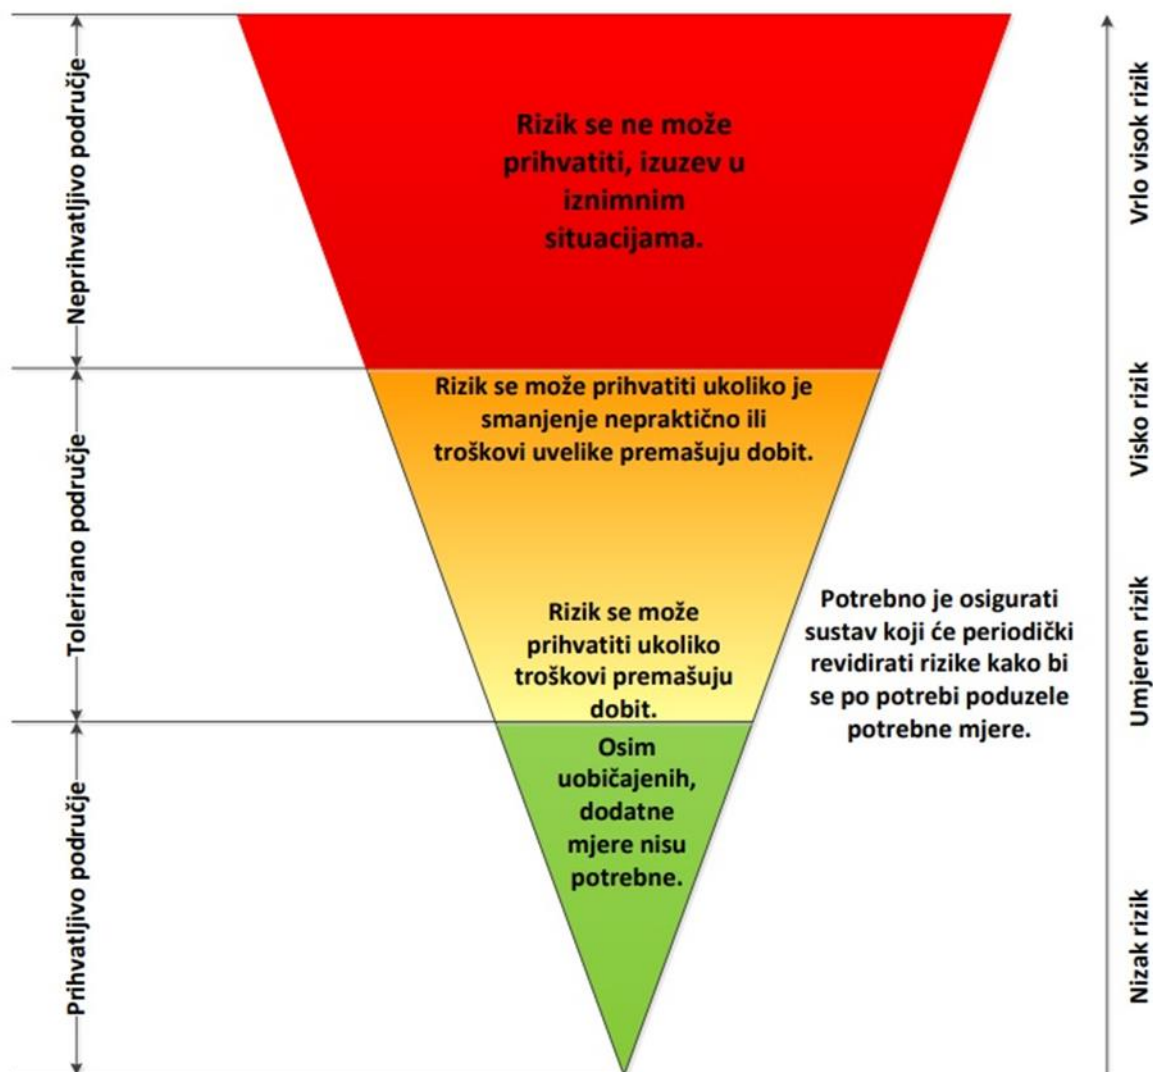 Neprihvatljivo područje
Rizik se ne može
prihvatiti, izuzev u
iznimnim
situacijama.
Vrlo visok rizik
Tolerirano područje
Rizik se može prihvatiti ukoliko je
smanjenje nepraktično ili
troškovi uvelike premašuju dobit.
Visko rizik
Rizik se može
prihvatiti ukoliko
troškovi premašuju
dobit.
Potrebno je osigurati
sustav koji će periodički
revidirati rizike kako bi
se po potrebi poduzele
potrebne mjere.
Umjeren rizik
Prihvatljivo područje
Osim
uobičajenih,
dodatne
mjere nisu
potrebne.
Nizak rizik